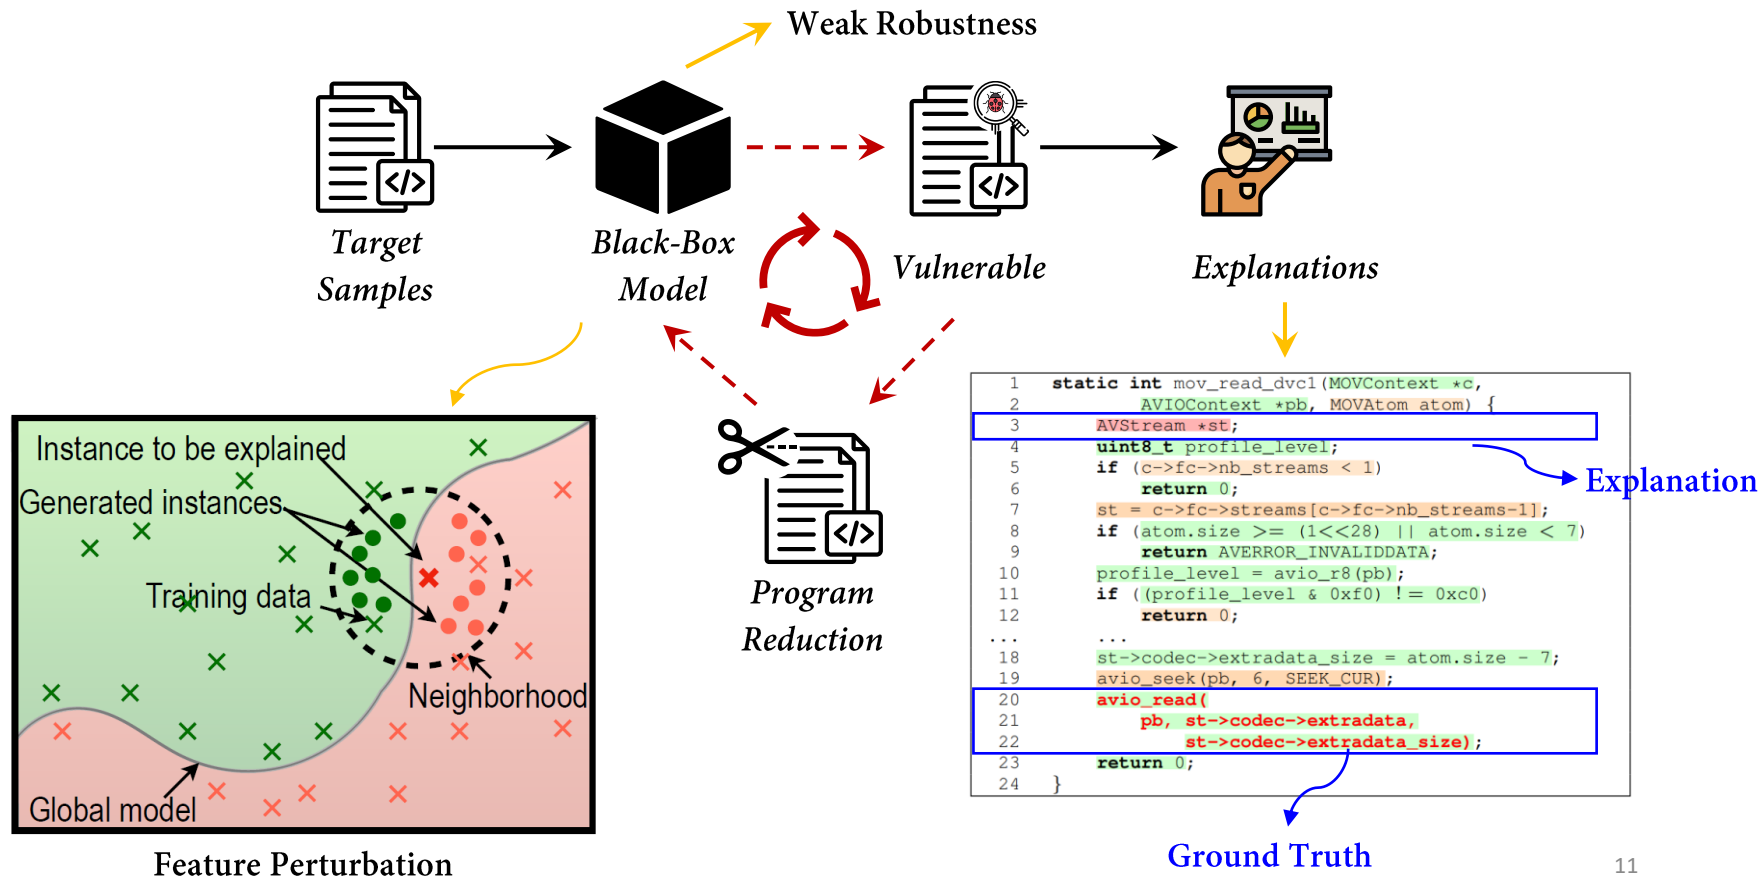 Weak Robustness
</>
</>
Target
Samples
Black-Box
Model
Vulnerable
Explanations
Program
Reduction
</>
Instance to be explained
Generated instances
Training data
Neighborhood
Global model
Feature Perturbation
1 static int mov_read_dvc1(MOVContext *c,
2 AVIOContext *pb, MOVAtom atom) {
3 AVStream *st;
4 uint8_t profile_level;
5 if (c->fc->nb_streams < 1)
6 return 0;
7 st = c->fc->streams[c->fc->nb_streams-1];
8 if (atom.size >= (1<<28) || atom.size < 7)
9 return AVERROR_INVALIDDATA;
10 profile_level = avio_r8(pb);
11 if ((profile_level & 0xf0) != 0xc0)
12 return 0;
... ...
18 st->codec->extradata_size = atom.size - 7;
19 avio_seek(pb, 6, SEEK_CUR);
20 avio_read(
21 pb, st->codec->extradata,
22 st->codec->extradata_size);
23 return 0;
24 }
Explanation
Ground Truth
11